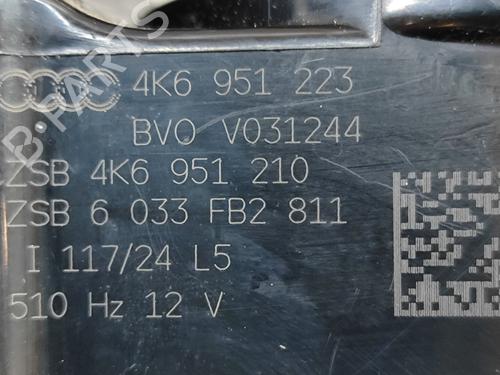 4K6 951 223
BVO V031244
ZSB 4K6 951 210
ZSB 6 033 FB2 811
I 117/24 L5
510 Hz 12 V
B-PARTS